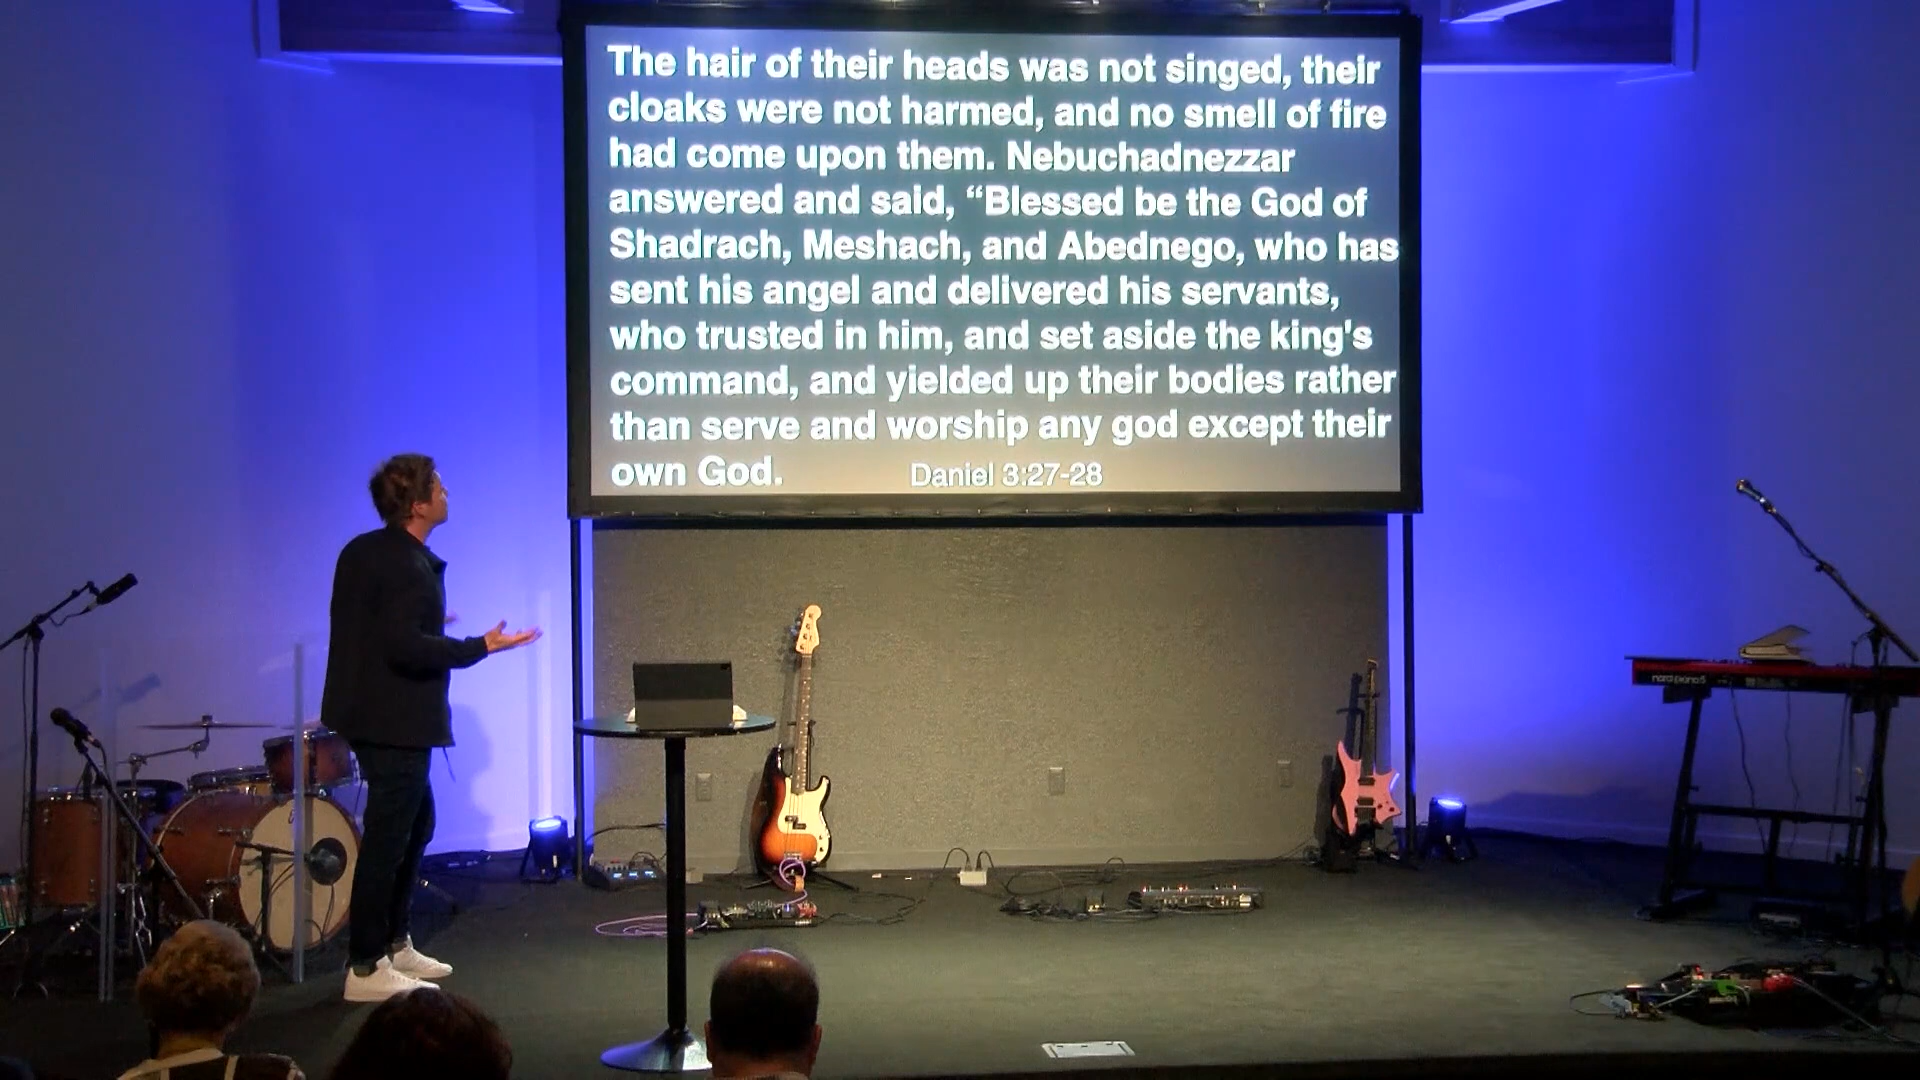 The hair of their heads was not singed, their
cloaks were not harmed, and no smell of fire
had come upon them. Nebuchadnezzar
answered and said, “Blessed be the God of
Shadrach, Meshach, and Abednego, who has
sent his angel and delivered his servants,
who trusted in him, and set aside the king's
command, and yielded up their bodies rather
than serve and worship any god except their
own God. Daniel 3:27-28
nord piano 5